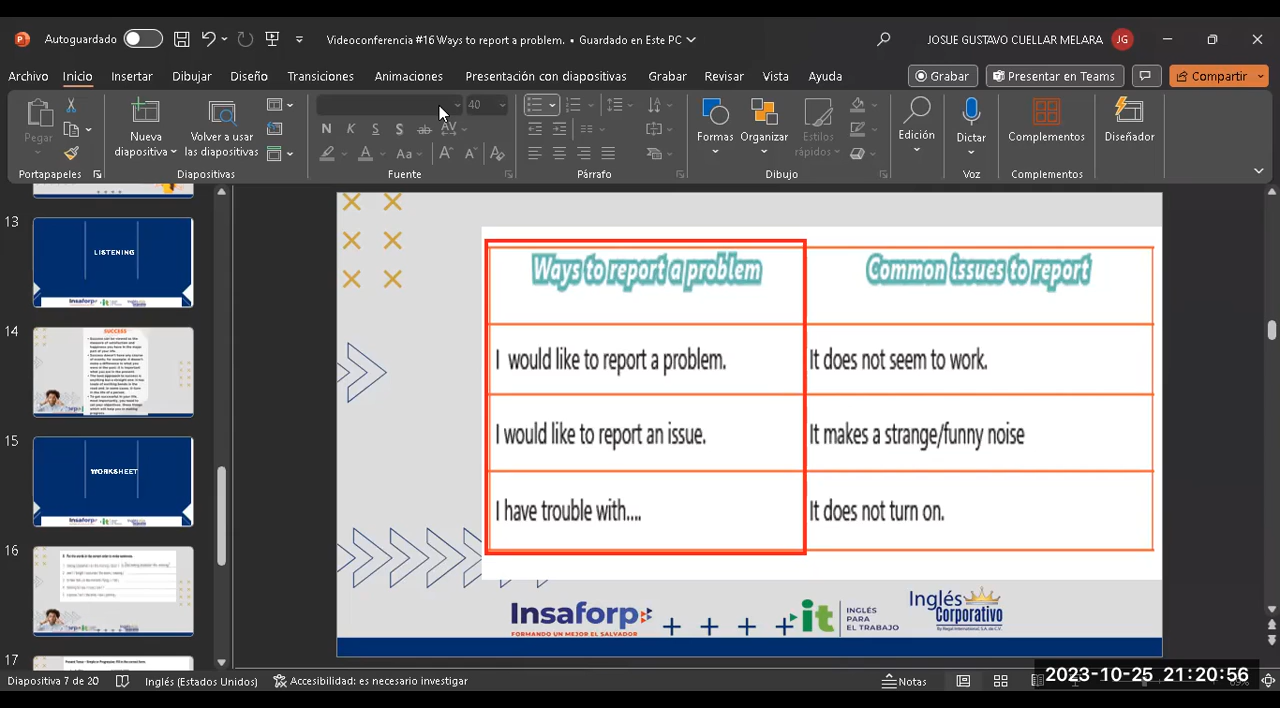 Autoguardado
Videoconferencia #16 Ways to report a problem. • Guardado en Este PC
JOSUE GUSTAVO CUELLAR MELARA JG
Archivo Inicio Insertar Dibujar Diseño Transiciones Animaciones Presentación con diapositivas Grabar Revisar Vista Ayuda
Grabar Presentar en Teams Compartir
40
Pegar
Nueva diapositiva
Volver a usar las diapositivas
Formas Organizar Estilos rápidos
Edición Dictar Complementos Diseñador
Portapapeles Diapositivas Fuente Párrafo Dibujo Voz Complementos
13
LISTENING
14
SUCCEED
15
WORKSHEET
16
17
Ways to report a problem Common issues to report
I would like to report a problem. It does not seem to work.
I would like to report an issue. It makes a strange/funny noise
I have trouble with.... It does not turn on.
Insaforp
FORMANDO UN MEJOR EL SALVADOR
it
INGLÉS
PARA
EL TRABAJO
Inglés
Corporativo
Diapositiva 7 de 20 Inglés (Estados Unidos) Accesibilidad: es necesario investigar
Notas
2023-10-25 21:20:56